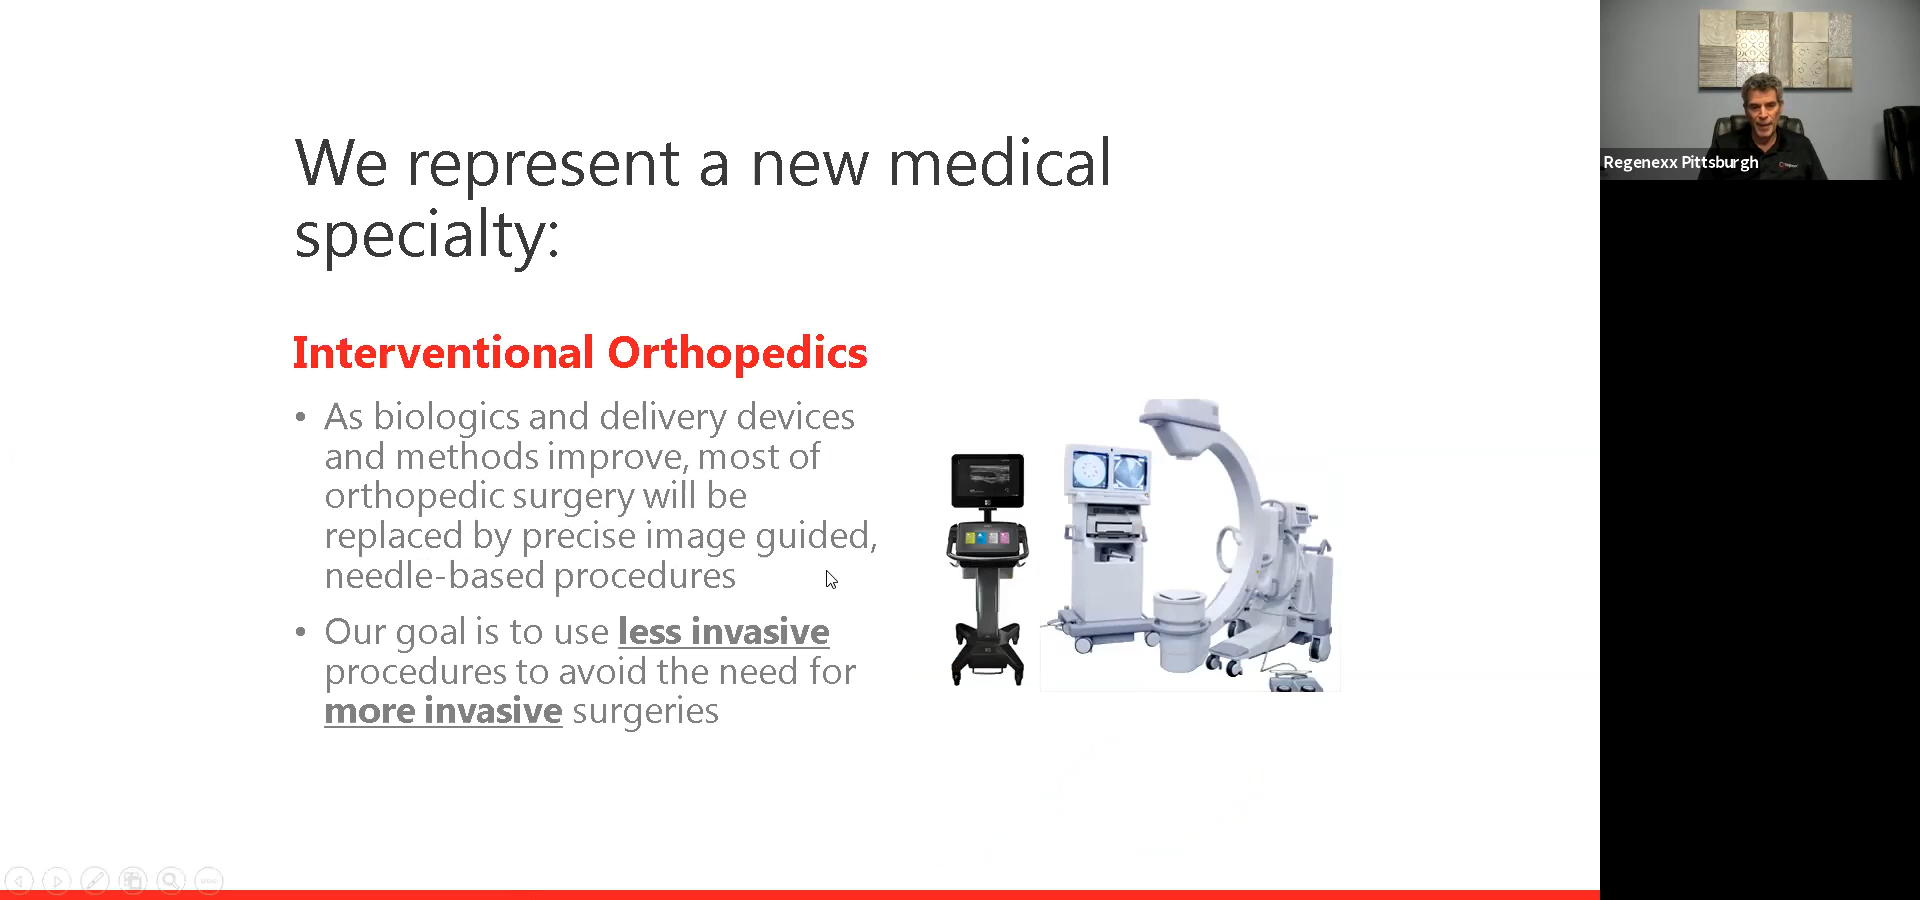 We represent a new medical
specialty:
Interventional Orthopedics
• As biologics and delivery devices
and methods improve, most of
orthopedic surgery will be
replaced by precise image guided,
needle-based procedures
• Our goal is to use less invasive
procedures to avoid the need for
more invasive surgeries
Regenexx Pittsburgh